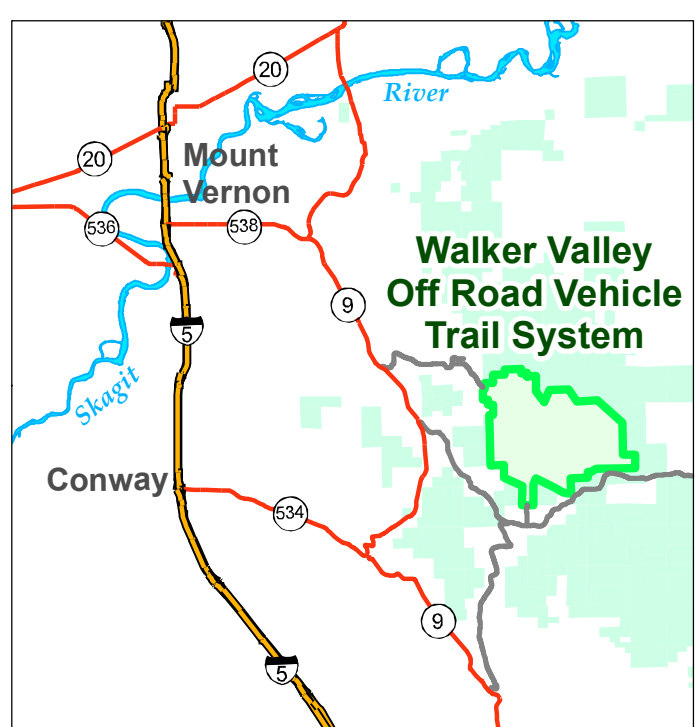 20
River
20
Mount
Vernon
536
538
Walker Valley
Off Road Vehicle
Trail System
9
5
Skagit
Conway
534
9
5